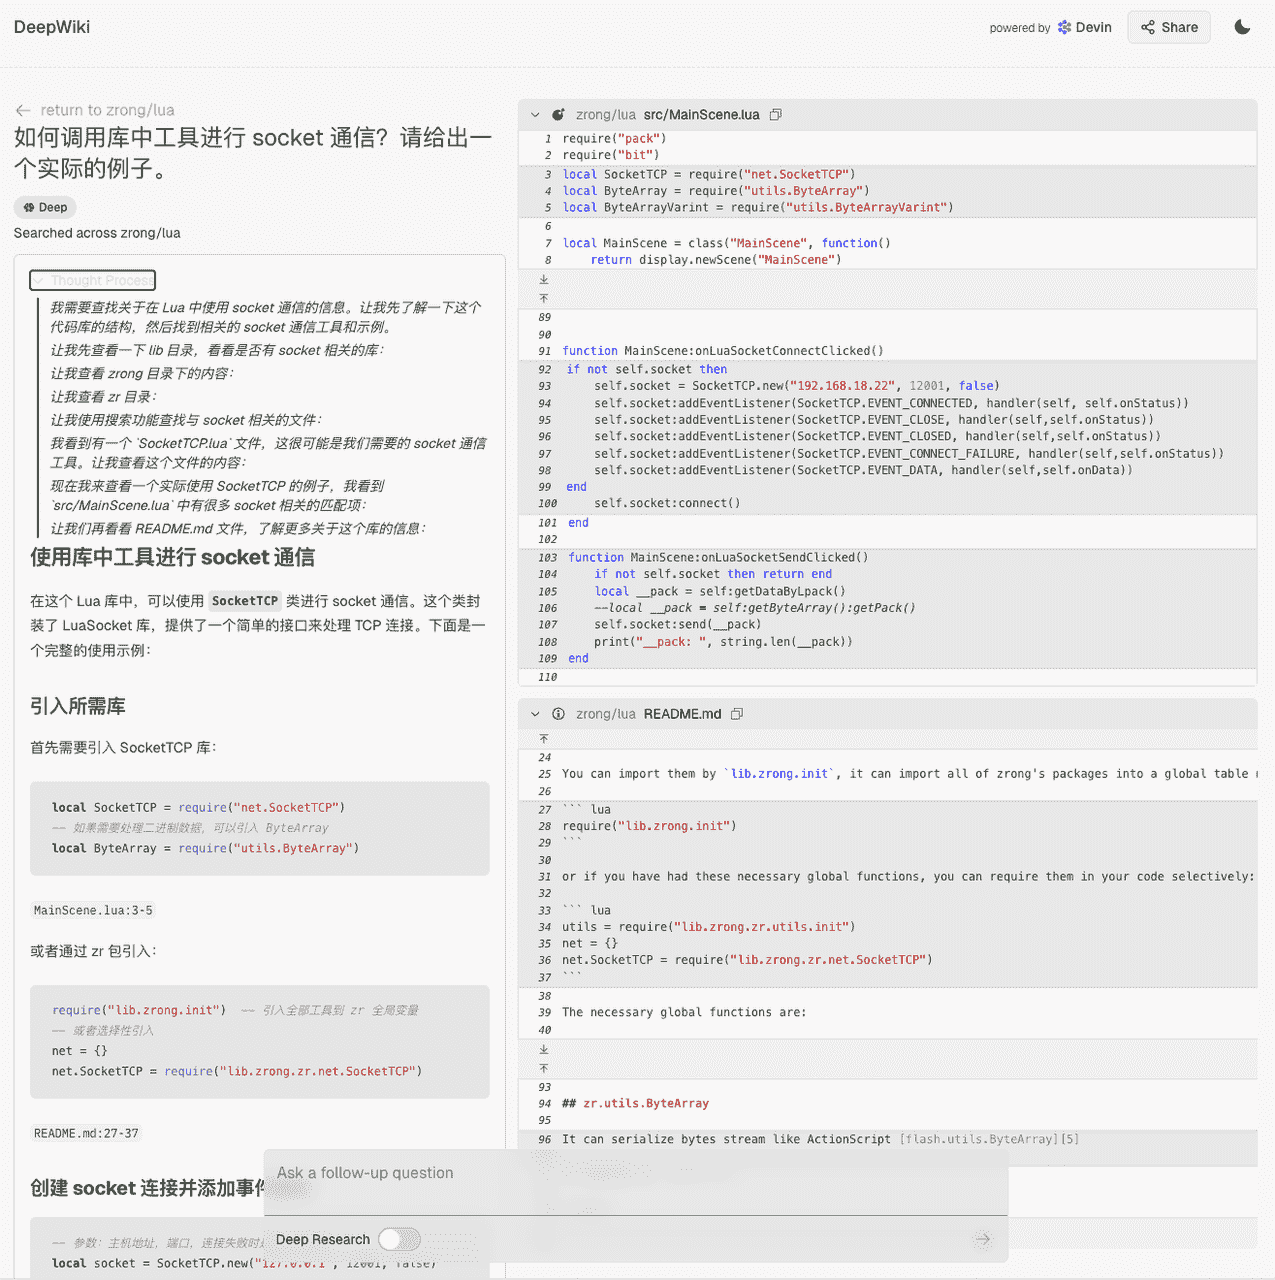 DeepWiki
powered by Devin
Share
return to zrong/lua
如何调用库中工具进行 socket 通信？请给出一
个实际的例子。
Deep
Searched across zrong/lua
Thought Process
我需要查找关于在 Lua 中使用 socket 通信的信息。让我先了解一下这个
代码库的结构，然后找到相关的 socket 通信工具和示例。
让我先查看一下 lib 目录，看看是否有 socket 相关的库：
让我查看 zrong 目录下的内容：
让我查看 zr 目录：
让我使用搜索功能查找与 socket 相关的文件：
我看到有一个 `SocketTCP.lua` 文件，这很可能是我们需要的 socket 通信
工具。让我查看这个文件的内容：
现在我来查看一个实际使用 SocketTCP 的例子，我看到
`src/MainScene.lua` 中有很多 socket 相关的匹配项：
让我们再看看 README.md 文件，了解更多关于这个库的信息：
使用库中工具进行 socket 通信
在这个 Lua 库中，可以使用 SocketTCP 类进行 socket 通信。这个类封
装了 LuaSocket 库，提供了一个简单的接口来处理 TCP 连接。下面是一
个完整的使用示例：
引入所需库
首先需要引入 SocketTCP 库：
local SocketTCP = require("net.SocketTCP")
-- 如果需要处理二进制数据，可以引入 ByteArray
local ByteArray = require("utils.ByteArray")
MainScene.lua:3-5
或者通过 zr 包引入：
require("lib.zrong.init")  -- 引入全部工具到 zr 全局变量
-- 或者选择性引入
net = {}
net.SocketTCP = require("lib.zrong.zr.net.SocketTCP")
README.md:27-37
创建 socket 连接并添加事件
-- 参数：主机地址，端口，连接失败时
local socket = SocketTCP.new("127.0.0.1", 12001, false)
zrong/lua src/MainScene.lua
1 require("pack")
2 require("bit")
3 local SocketTCP = require("net.SocketTCP")
4 local ByteArray = require("utils.ByteArray")
5 local ByteArrayVarint = require("utils.ByteArrayVarint")
6
7 local MainScene = class("MainScene", function()
8     return display.newScene("MainScene")
89
90
91 function MainScene:onLuaSocketConnectClicked()
92 if not self.socket then
93     self.socket = SocketTCP.new("192.168.18.22", 12001, false)
94     self.socket:addEventListener(SocketTCP.EVENT_CONNECTED, handler(self, self.onStatus))
95     self.socket:addEventListener(SocketTCP.EVENT_CLOSE, handler(self,self.onStatus))
96     self.socket:addEventListener(SocketTCP.EVENT_CLOSED, handler(self,self.onStatus))
97     self.socket:addEventListener(SocketTCP.EVENT_CONNECT_FAILURE, handler(self,self.onStatus))
98     self.socket:addEventListener(SocketTCP.EVENT_DATA, handler(self,self.onData))
99 end
100     self.socket:connect()
101 end
102
103 function MainScene:onLuaSocketSendClicked()
104     if not self.socket then return end
105     local __pack = self:getDataByLpack()
106     --local __pack = self:getByteArray():getPack()
107     self.socket:send(__pack)
108     print("__pack: ", string.len(__pack))
109 end
110
zrong/lua README.md
24
25 You can import them by `lib.zrong.init`, it can import all of zrong's packages into a global table
26
27 ``` lua
28 require("lib.zrong.init")
29 ```
30
31 or if you have had these necessary global functions, you can require them in your code selectively:
32
33 ``` lua
34 utils = require("lib.zrong.zr.utils.init")
35 net = {}
36 net.SocketTCP = require("lib.zrong.zr.net.SocketTCP")
37 ```
38
39 The necessary global functions are:
40
93
94 ## zr.utils.ByteArray
95
96 It can serialize bytes stream like ActionScript [flash.utils.ByteArray][5]
Ask a follow-up question
Deep Research